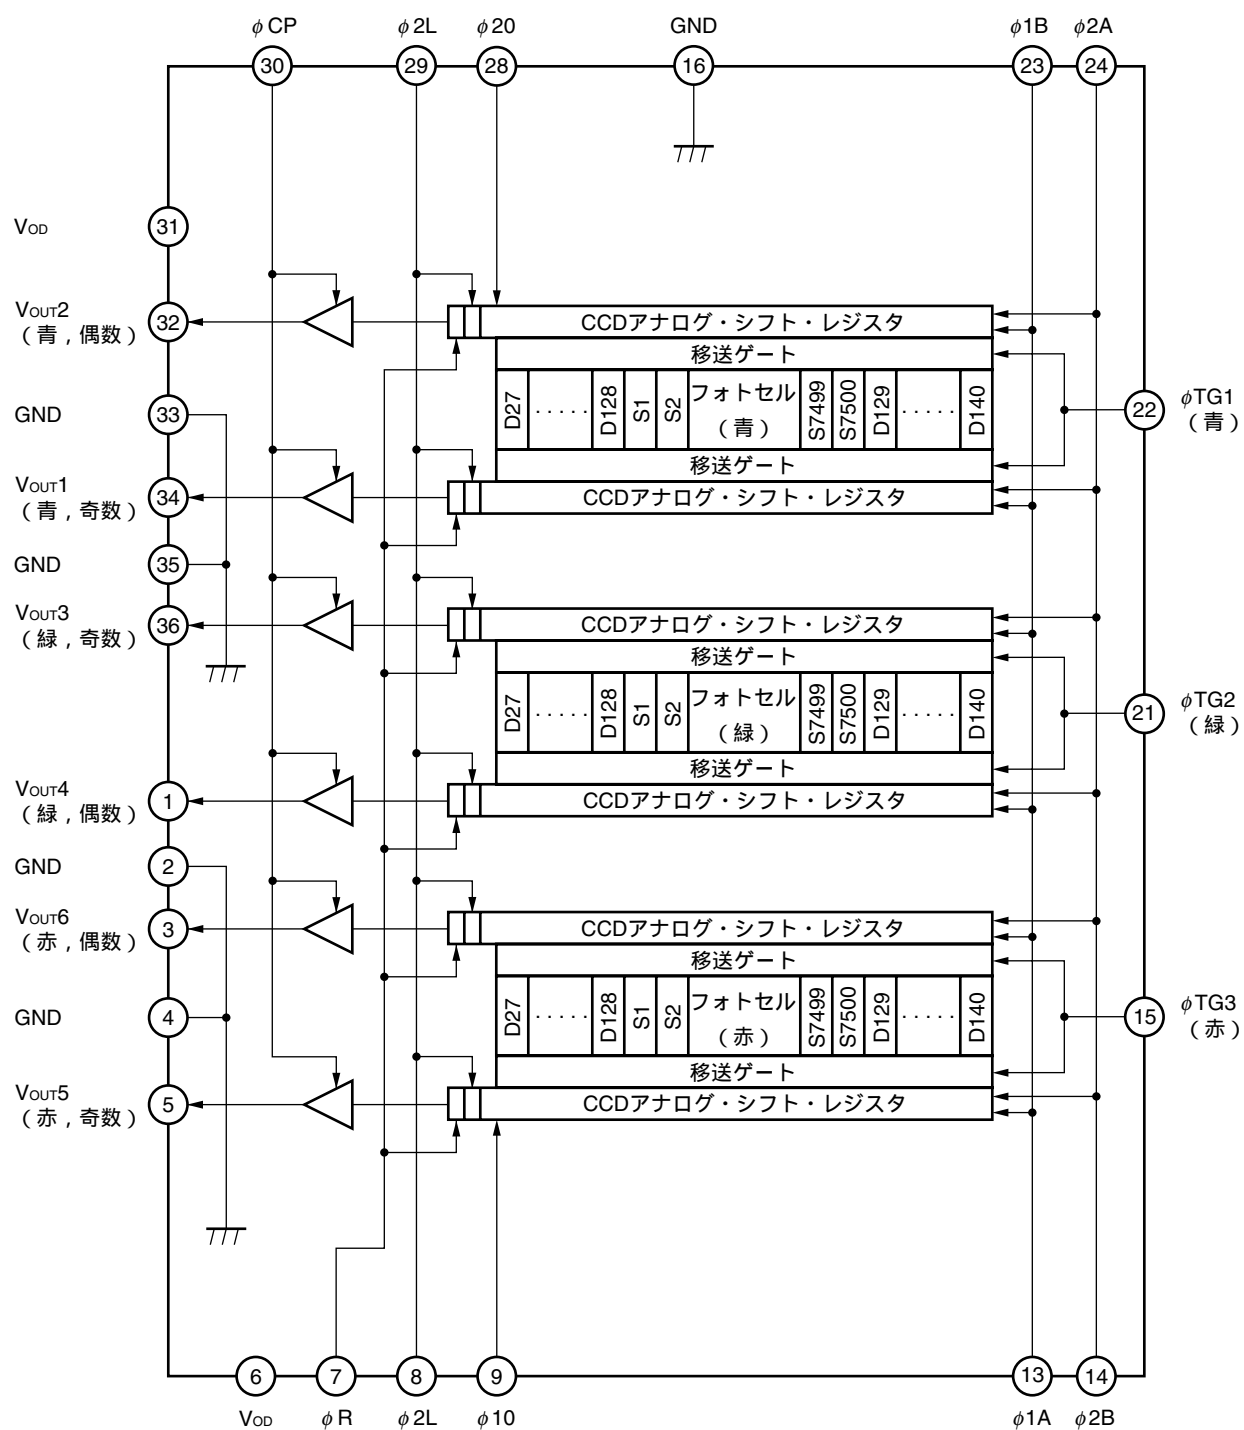 φCP φ2L φ20 GND φ1B φ2A
30 29 28 16 23 24
VOD 31
VOUT2 32
（青，偶数）
CCDアナログ・シフト・レジスタ
移送ゲート
D27 ····· D128 S1 S2 フォトセル S7499 S7500 D129 ····· D140
（青）
GND 33
φTG1 22
（青）
移送ゲート
VOUT1 34
（青，奇数）
CCDアナログ・シフト・レジスタ
GND 35
VOUT3 36
（緑，奇数）
CCDアナログ・シフト・レジスタ
移送ゲート
D27 ····· D128 S1 S2 フォトセル S7499 S7500 D129 ····· D140
（緑）
φTG2 21
（緑）
移送ゲート
VOUT4 1
（緑，偶数）
CCDアナログ・シフト・レジスタ
GND 2
VOUT6 3
（赤，偶数）
CCDアナログ・シフト・レジスタ
移送ゲート
D27 ····· D128 S1 S2 フォトセル S7499 S7500 D129 ····· D140
（赤）
GND 4
φTG3 15
（赤）
移送ゲート
VOUT5 5
（赤，奇数）
CCDアナログ・シフト・レジスタ
6 7 8 9 13 14
VOD φR φ2L φ10 φ1A φ2B